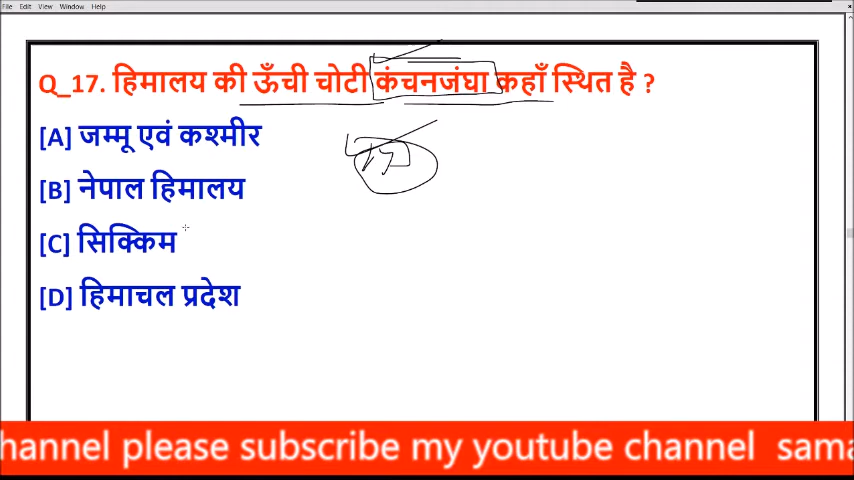 File Edit View Window Help
Q_17. हिमालय की ऊँची चोटी कंचनजंघा कहाँ स्थित है ?
[A] जम्मू एवं कश्मीर
[B] नेपाल हिमालय
[C] सिक्किम
[D] हिमाचल प्रदेश
hannel please subscribe my youtube channel sama